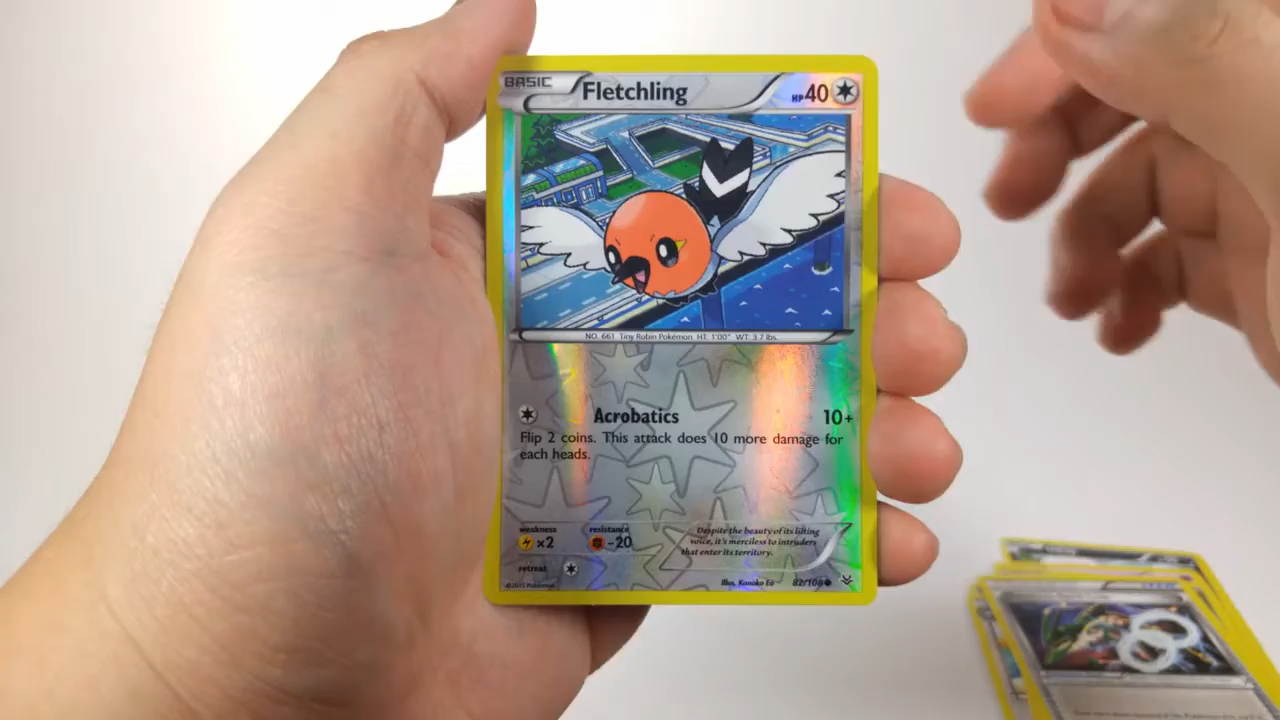 BASIC
Fletchling
HP40
NO. 661 Tiny Robin Pokémon HT. 1'00" WT. 3.7 lbs.
Acrobatics 10+
Flip 2 coins. This attack does 10 more damage for
each heads.
weakness resistance
×2 -20
Despite the beauty of its lilting
voice, it's merciless to intruders
that enter its territory.
retreat
©2015 Pokémon
Illus. Kanako Eo 82/108